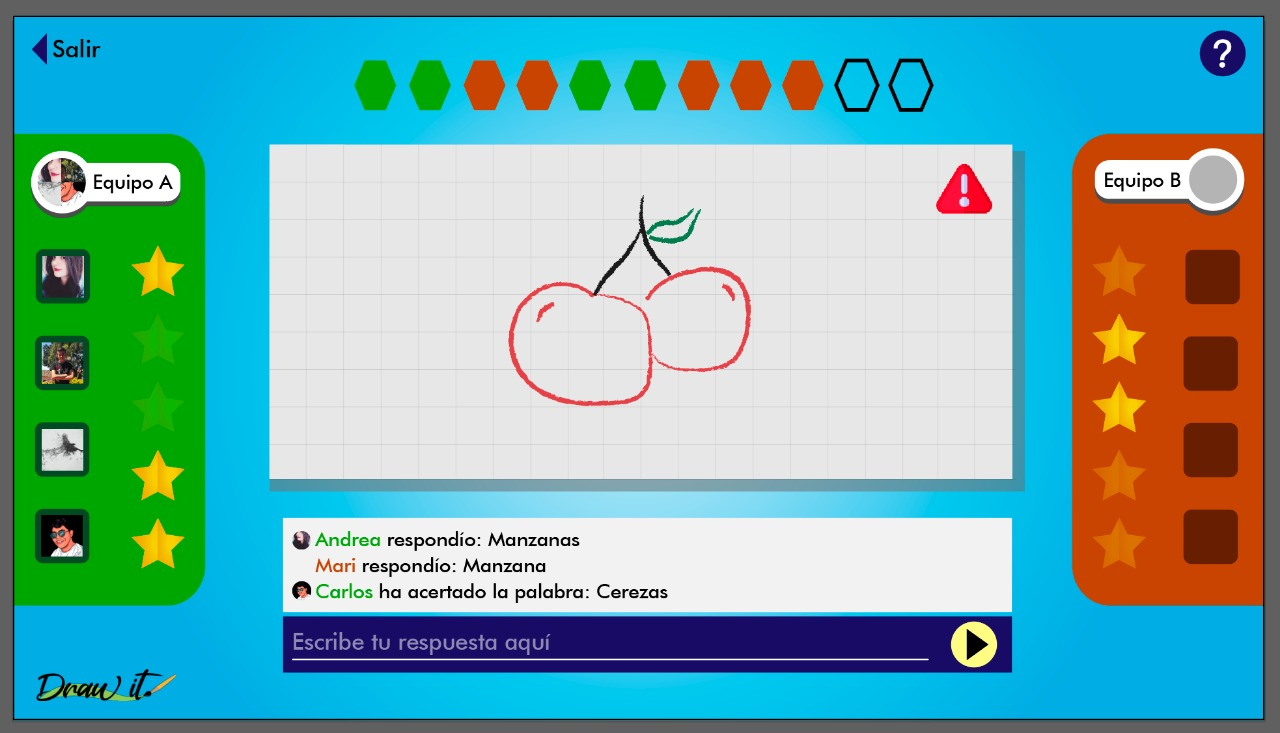 Salir
?
Equipo A
Equipo B
Andrea respondío: Manzanas
Mari respondío: Manzana
Carlos ha acertado la palabra: Cerezas
Escribe tu respuesta aquí
Draw it.